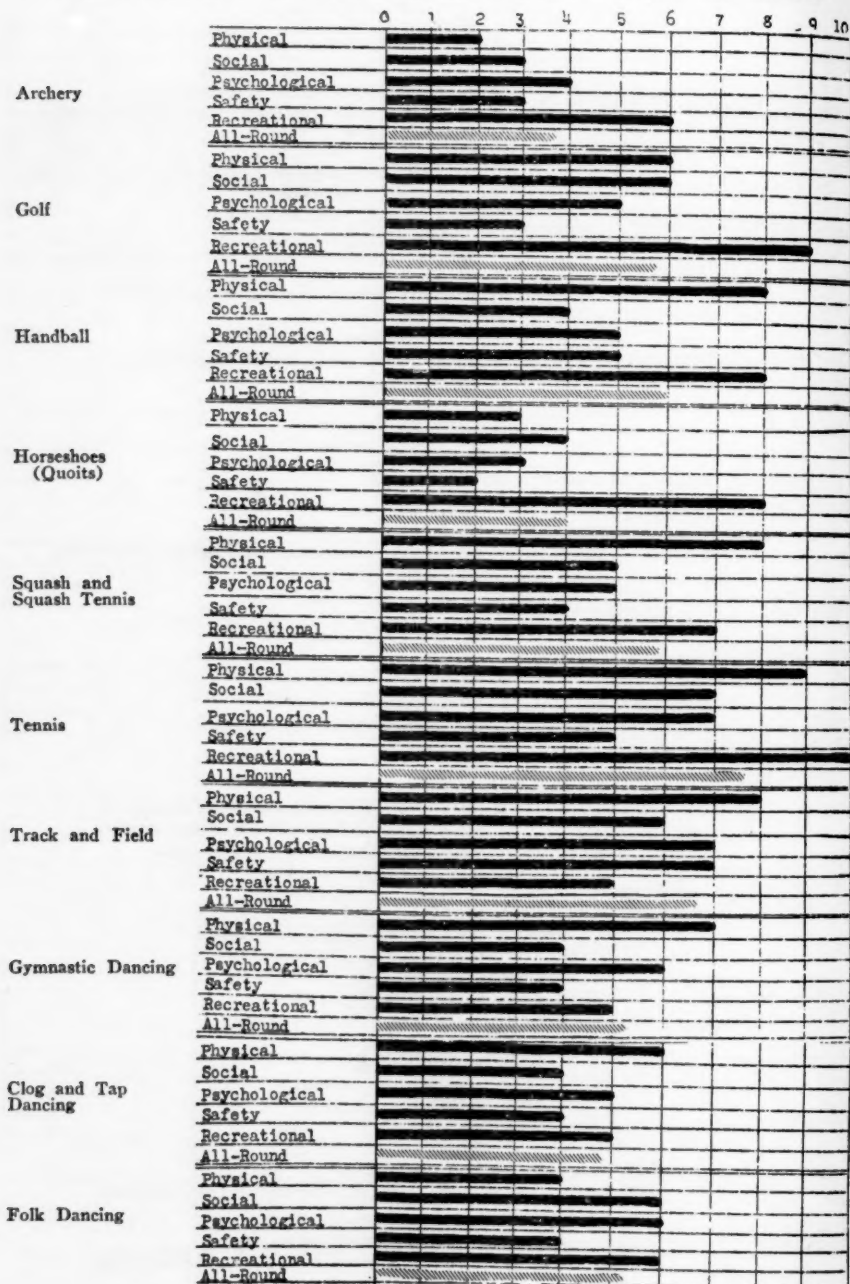 0 1 2 3 4 5 6 7 8 9 10
Archery
Physical
Social
Psychological
Safety
Recreational
All-Round
Golf
Physical
Social
Psychological
Safety
Recreational
All-Round
Handball
Physical
Social
Psychological
Safety
Recreational
All-Round
Horseshoes
(Quoits)
Physical
Social
Psychological
Safety
Recreational
All-Round
Squash and
Squash Tennis
Physical
Social
Psychological
Safety
Recreational
All-Round
Tennis
Physical
Social
Psychological
Safety
Recreational
All-Round
Track and Field
Physical
Social
Psychological
Safety
Recreational
All-Round
Gymnastic Dancing
Physical
Social
Psychological
Safety
Recreational
All-Round
Clog and Tap
Dancing
Physical
Social
Psychological
Safety
Recreational
All-Round
Folk Dancing
Physical
Social
Psychological
Safety
Recreational
All-Round